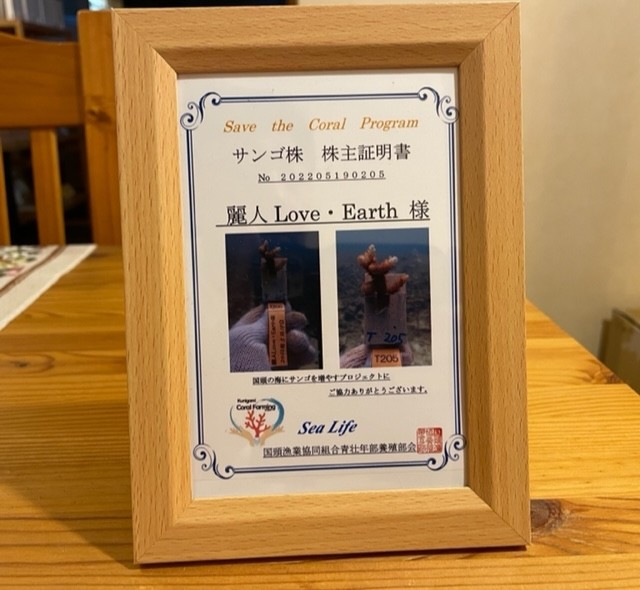 Save the Coral Program
サンゴ株 株主証明書
No 202205190205
麗人 Love・Earth 様
T 205
T205
国頭の海にサンゴを増やすプロジェクトに
ご協力ありがとうございます。
Kunigami
Coral Farming
Sea Life
国頭漁業協同組合青壮年部養殖部会